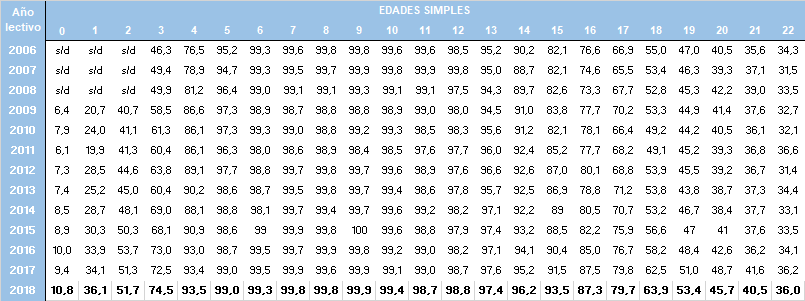 Año lectivo EDADES SIMPLES
0 1 2 3 4 5 6 7 8 9 10 11 12 13 14 15 16 17 18 19 20 21 22
2006 s/d s/d s/d 46,3 76,5 95,2 99,3 99,6 99,8 99,8 99,6 99,6 98,5 95,2 90,2 82,1 76,6 66,9 55,0 47,0 40,5 35,6 34,3
2007 s/d s/d s/d 49,4 78,9 94,7 99,3 99,5 99,7 99,9 99,8 99,9 99,8 95,0 88,7 82,1 74,6 65,5 53,4 46,3 39,3 37,1 31,5
2008 s/d s/d s/d 49,9 81,2 96,4 99,0 99,1 99,1 99,3 99,1 99,1 97,5 94,3 89,7 82,6 73,3 67,7 52,8 45,3 42,2 39,0 33,5
2009 6,4 20,7 40,7 58,5 86,6 97,3 98,9 98,7 98,8 98,8 98,9 99,0 98,0 94,5 91,0 83,8 77,7 70,2 53,3 44,9 41,4 37,6 32,7
2010 7,9 24,0 41,1 61,3 86,1 97,3 99,3 99,0 98,8 99,2 99,3 98,5 98,3 95,6 91,2 82,1 78,1 66,4 49,2 44,2 40,5 36,1 32,1
2011 6,1 19,9 41,3 60,4 86,1 96,3 98,0 98,6 98,9 98,4 98,5 97,6 97,7 96,0 92,4 85,2 77,7 68,2 49,1 45,2 39,3 36,8 36,6
2012 7,3 28,5 44,6 63,8 89,1 97,7 98,8 99,7 98,8 99,8 99,6 98,9 97,6 96,6 92,6 87,0 80,1 68,8 53,9 45,5 39,2 36,7 31,4
2013 7,4 25,2 45,0 60,4 90,2 98,6 98,7 99,5 99,8 99,7 99,4 98,6 97,8 95,7 92,5 86,9 78,8 71,2 53,8 43,8 38,7 37,3 34,4
2014 8,5 28,7 48,1 69,0 88,1 98,8 98,1 99,7 99,4 99,7 99,6 99,2 98,2 97,1 92,2 89 80,5 70,7 53,2 46,7 38,4 37,7 33,1
2015 8,9 30,3 50,3 68,1 90,9 98,6 99 99,9 99,8 100 99,6 98,8 97,9 97,4 93,2 88,5 82,2 75,9 56,6 47 41 37,6 33,5
2016 10,0 33,9 53,7 73,0 93,0 98,7 99,5 99,7 99,9 99,8 99,2 99,0 98,2 97,1 94,1 90,4 85,0 76,7 58,2 48,4 42,6 36,2 34,1
2017 9,4 34,1 51,3 72,5 93,4 99,0 99,5 99,9 99,6 99,9 99,1 99,0 98,7 97,6 95,2 91,5 87,5 79,8 62,5 51,0 48,7 41,6 36,2
2018 10,8 36,1 51,7 74,5 93,5 99,0 99,3 99,8 99,8 99,9 99,4 98,7 98,8 97,4 96,2 93,5 87,3 79,7 63,9 53,4 45,7 40,5 36,0